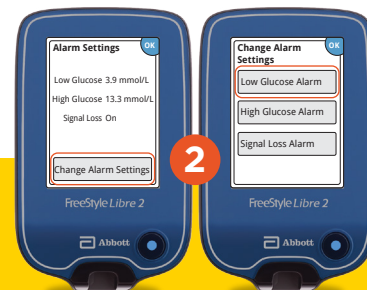 Alarm Settings
OK
Low Glucose 3.9 mmol/L
High Glucose 13.3 mmol/L
Signal Loss On
Change Alarm Settings
FreeStyle Libre 2
Abbott
2
Change Alarm
Settings
OK
Low Glucose Alarm
High Glucose Alarm
Signal Loss Alarm
FreeStyle Libre 2
Abbott